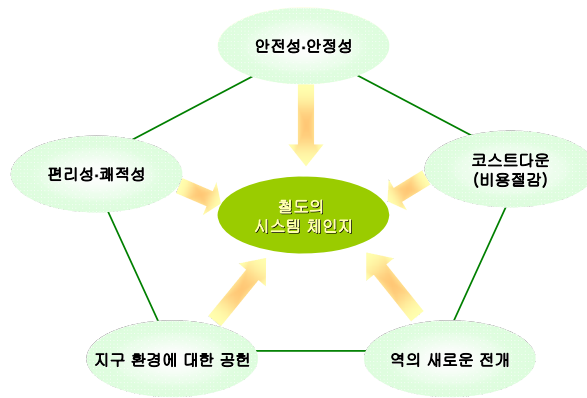 안전성·안정성
편리성·쾌적성
코스트다운
(비용절감)
철도의
시스템 체인지
지구 환경에 대한 공헌
역의 새로운 전개